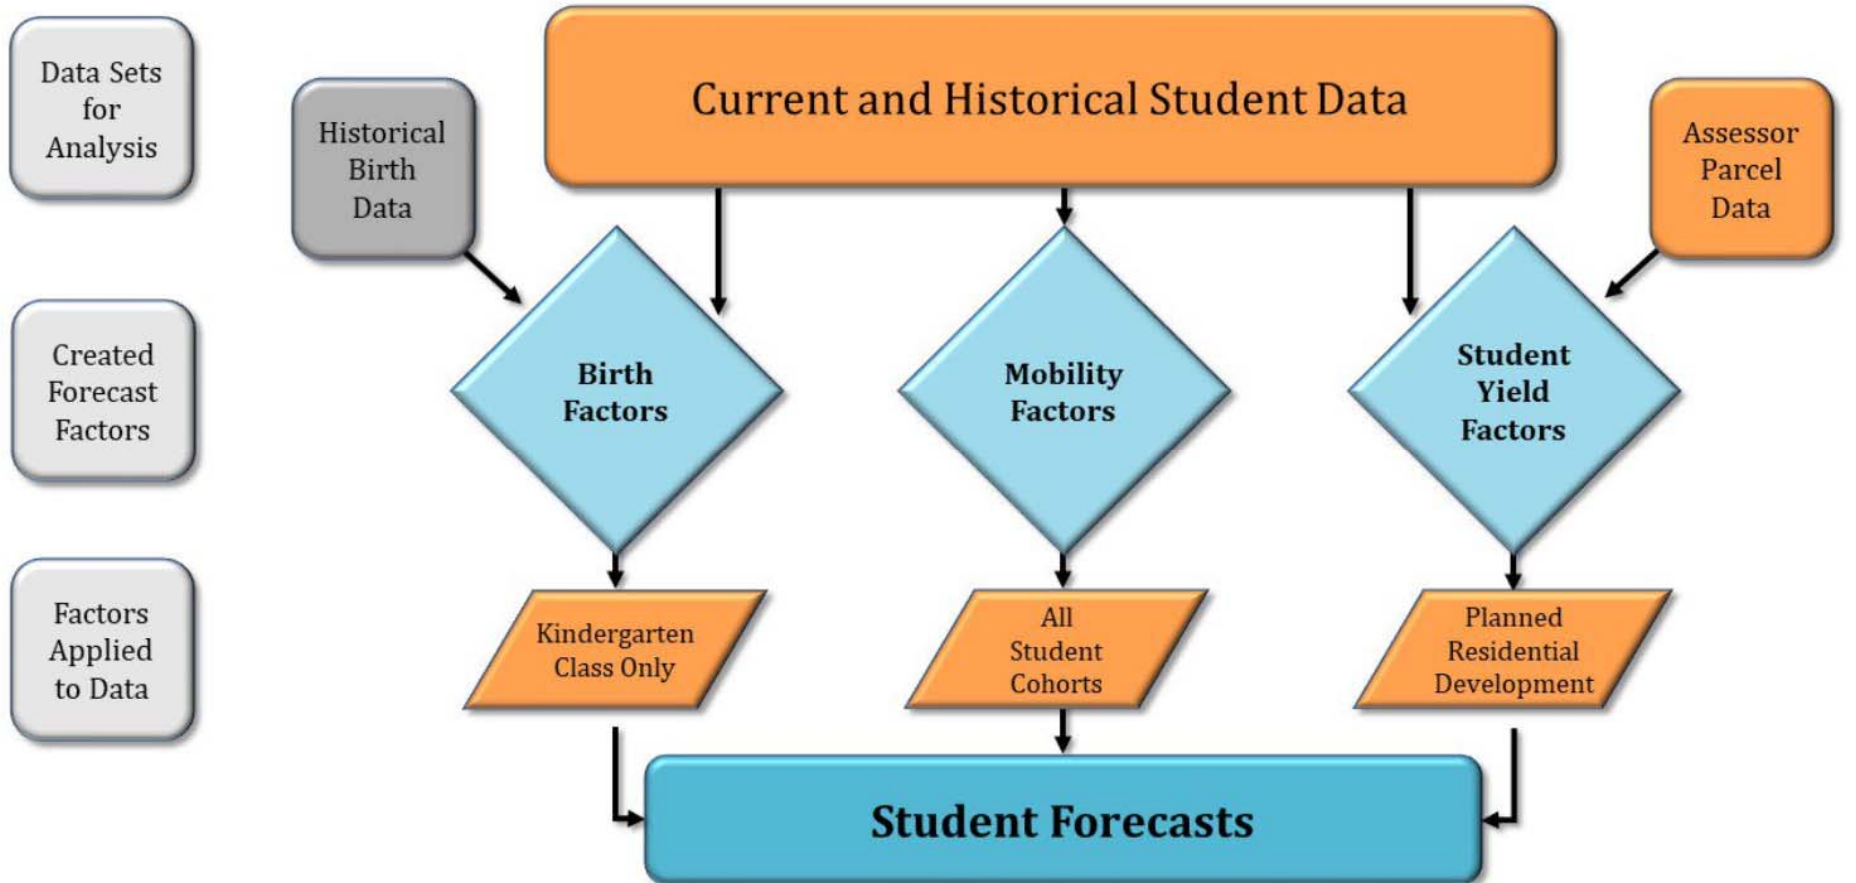 Data Sets
for
Analysis
Historical
Birth
Data
Current and Historical Student Data
Assessor
Parcel
Data
Created
Forecast
Factors
Birth
Factors
Mobility
Factors
Student
Yield
Factors
Factors
Applied
to Data
Kindergarten
Class Only
All
Student
Cohorts
Planned
Residential
Development
Student Forecasts